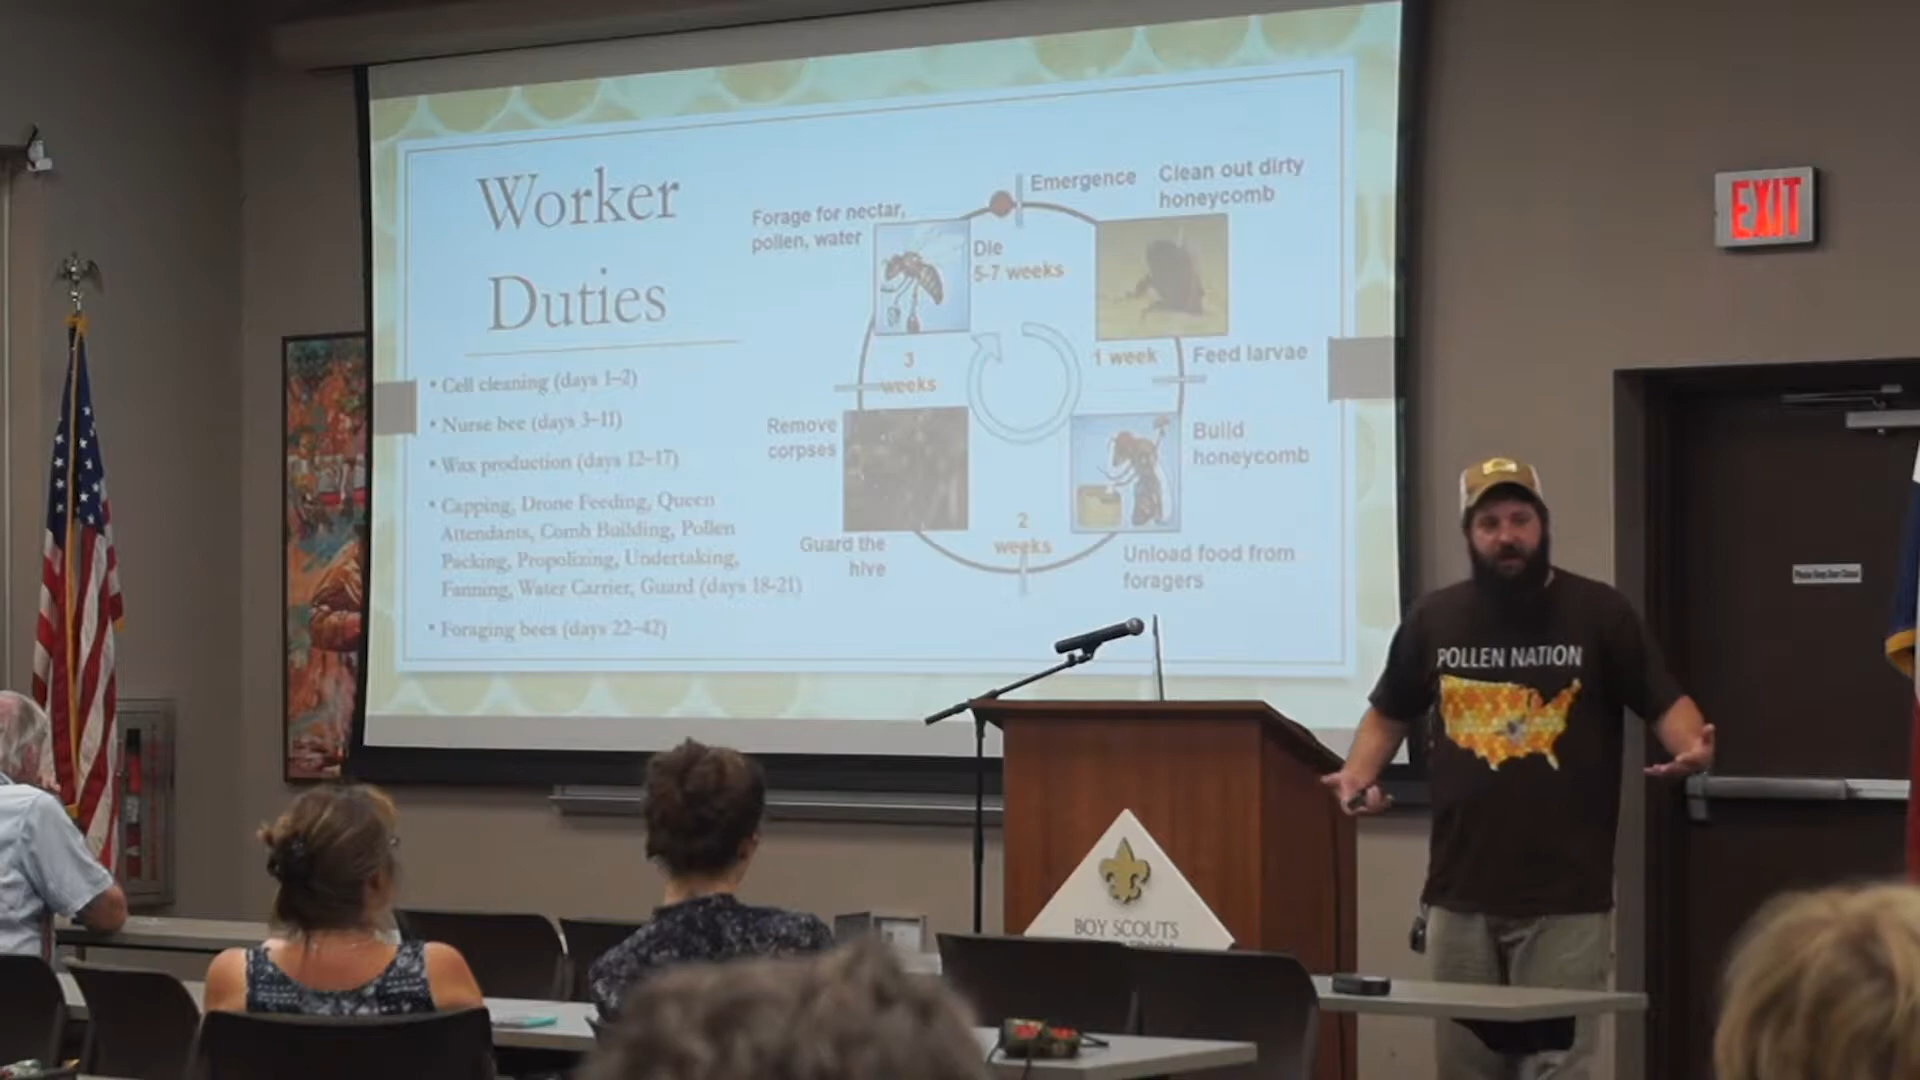 Worker
Duties
• Cell cleaning (days 1–2)
• Nurse bee (days 3–11)
• Wax production (days 12–17)
• Capping, Drone Feeding, Queen
Attendants, Comb Building, Pollen
Packing, Propolizing, Undertaking,
Fanning, Water Carrier, Guard (days 18-21)
• Foraging bees (days 22–42)
Emergence
Clean out dirty
honeycomb
Forage for nectar,
pollen, water
Die
5-7 weeks
3
weeks
1 week
Feed larvae
Remove
corpses
Build
honeycomb
2
weeks
Guard the
hive
Unload food from
foragers
EXIT
POLLEN NATION
BOY SCOUTS